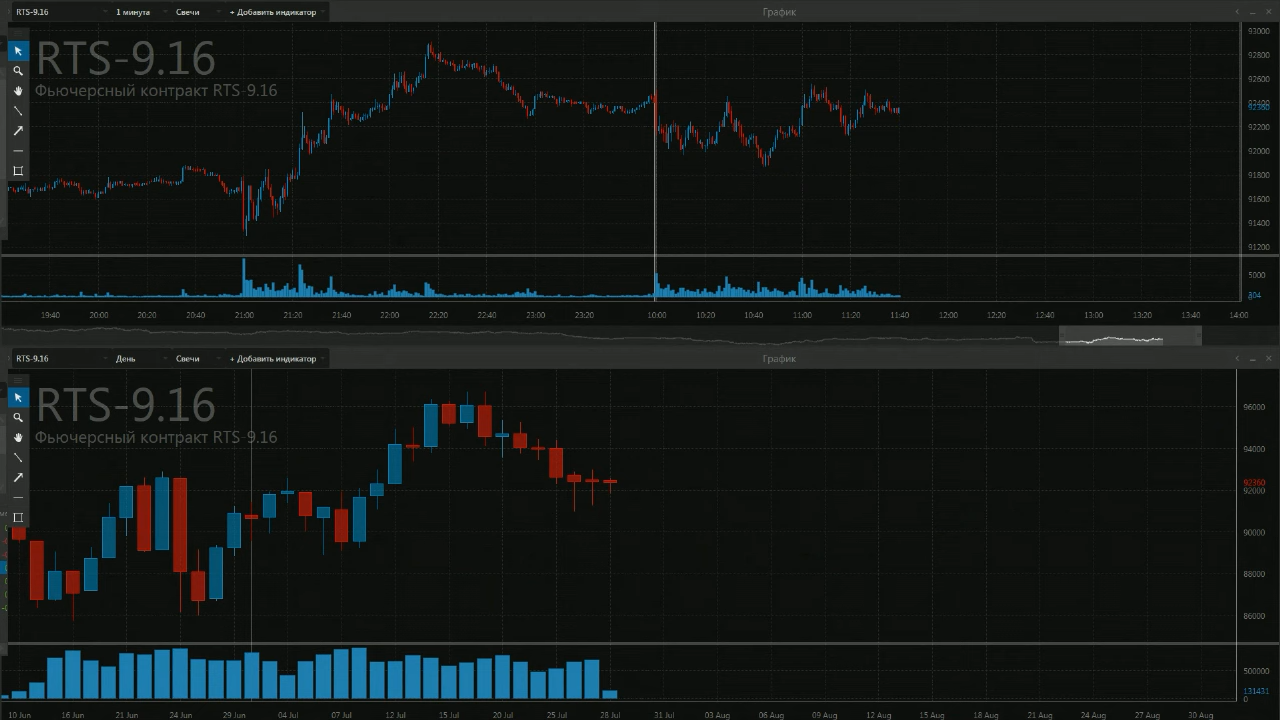 RTS-9.16 1 минута Свечи + Добавить индикатор График
RTS-9.16
Фьючерсный контракт RTS-9.16
93000
92800
92600
92400
92360
92200
92000
91800
91600
91400
91200
5000
304
19:40 20:00 20:20 20:40 21:00 21:20 21:40 22:00 22:20 22:40 23:00 23:20 10:00 10:20 10:40 11:00 11:20 11:40 12:00 12:20 12:40 13:00 13:20 13:40 14:00
RTS-9.16 День Свечи + Добавить индикатор График
RTS-9.16
Фьючерсный контракт RTS-9.16
96000
94000
92360
92000
90000
88000
86000
500000
131431
10 Jun 16 Jun 21 Jun 24 Jun 29 Jun 04 Jul 07 Jul 12 Jul 15 Jul 20 Jul 25 Jul 28 Jul 31 Jul 03 Aug 06 Aug 09 Aug 12 Aug 15 Aug 18 Aug 21 Aug 24 Aug 27 Aug 30 Aug